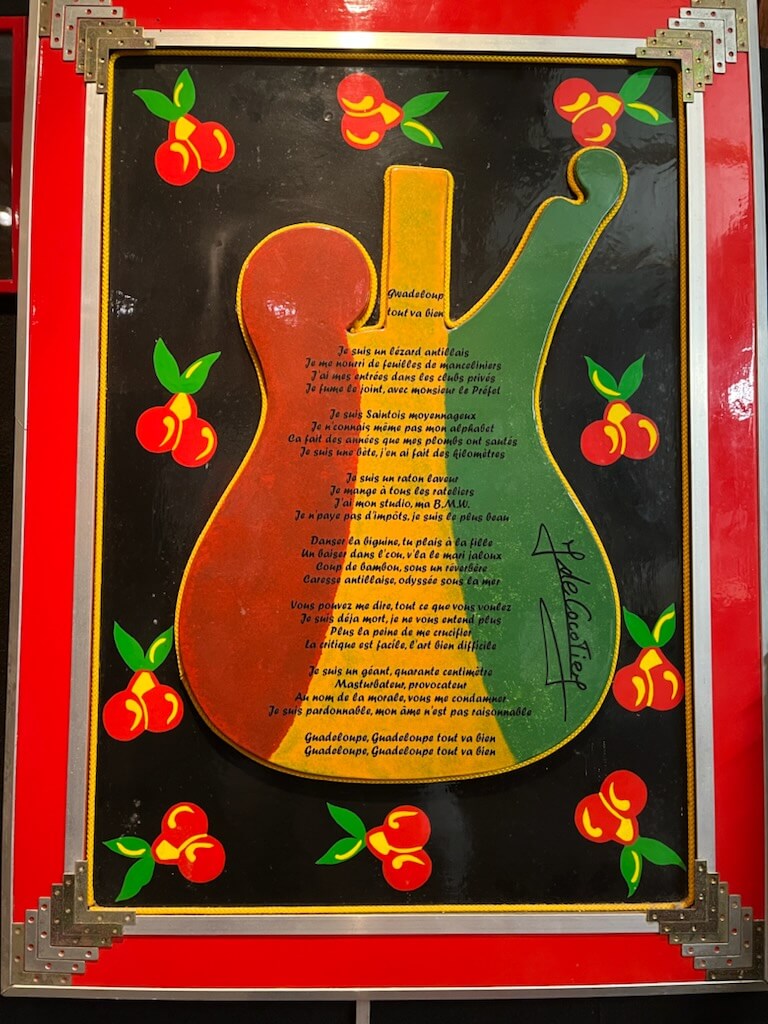 Gwadeloup,
tout va bien
Je suis un lézard antillais
Je me nourri de feuilles de manceliniers
J'ai mes entrées dans les clubs privés
Je fume le joint, avec monsieur le Préfet
Je suis Saintois moyennageux
Je n'connais même pas mon alphabet
Ca fait des années que mes plombs ont sautés
Je suis une bête, j'en ai fait des kilomètres
Je suis un raton laveur
Je mange à tous les rateliers
J'ai mon studio, ma B.M.W.
Je n'paye pas d'impôts, je suis le plus beau
Danser la biguine, tu plais à la fille
Un baiser dans l'cou, v'la le mari jaloux
Coup de bambou, sous un réverbère
Caresse antillaise, odyssée sous la mer
Vous pouvez me dire, tout ce que vous voulez
Je suis déja mort, je ne vous entend plus
Plus la peine de me crucifier
La critique est facile, l'art bien difficile
Je suis un géant, quarante centimètre
Masturbateur, provocateur
Au nom de la morale, vous me condamner
Je suis pardonnable, mon âme n'est pas raisonnable
Guadeloupe, Guadeloupe tout va bien
Guadeloupe, Guadeloupe tout va bien